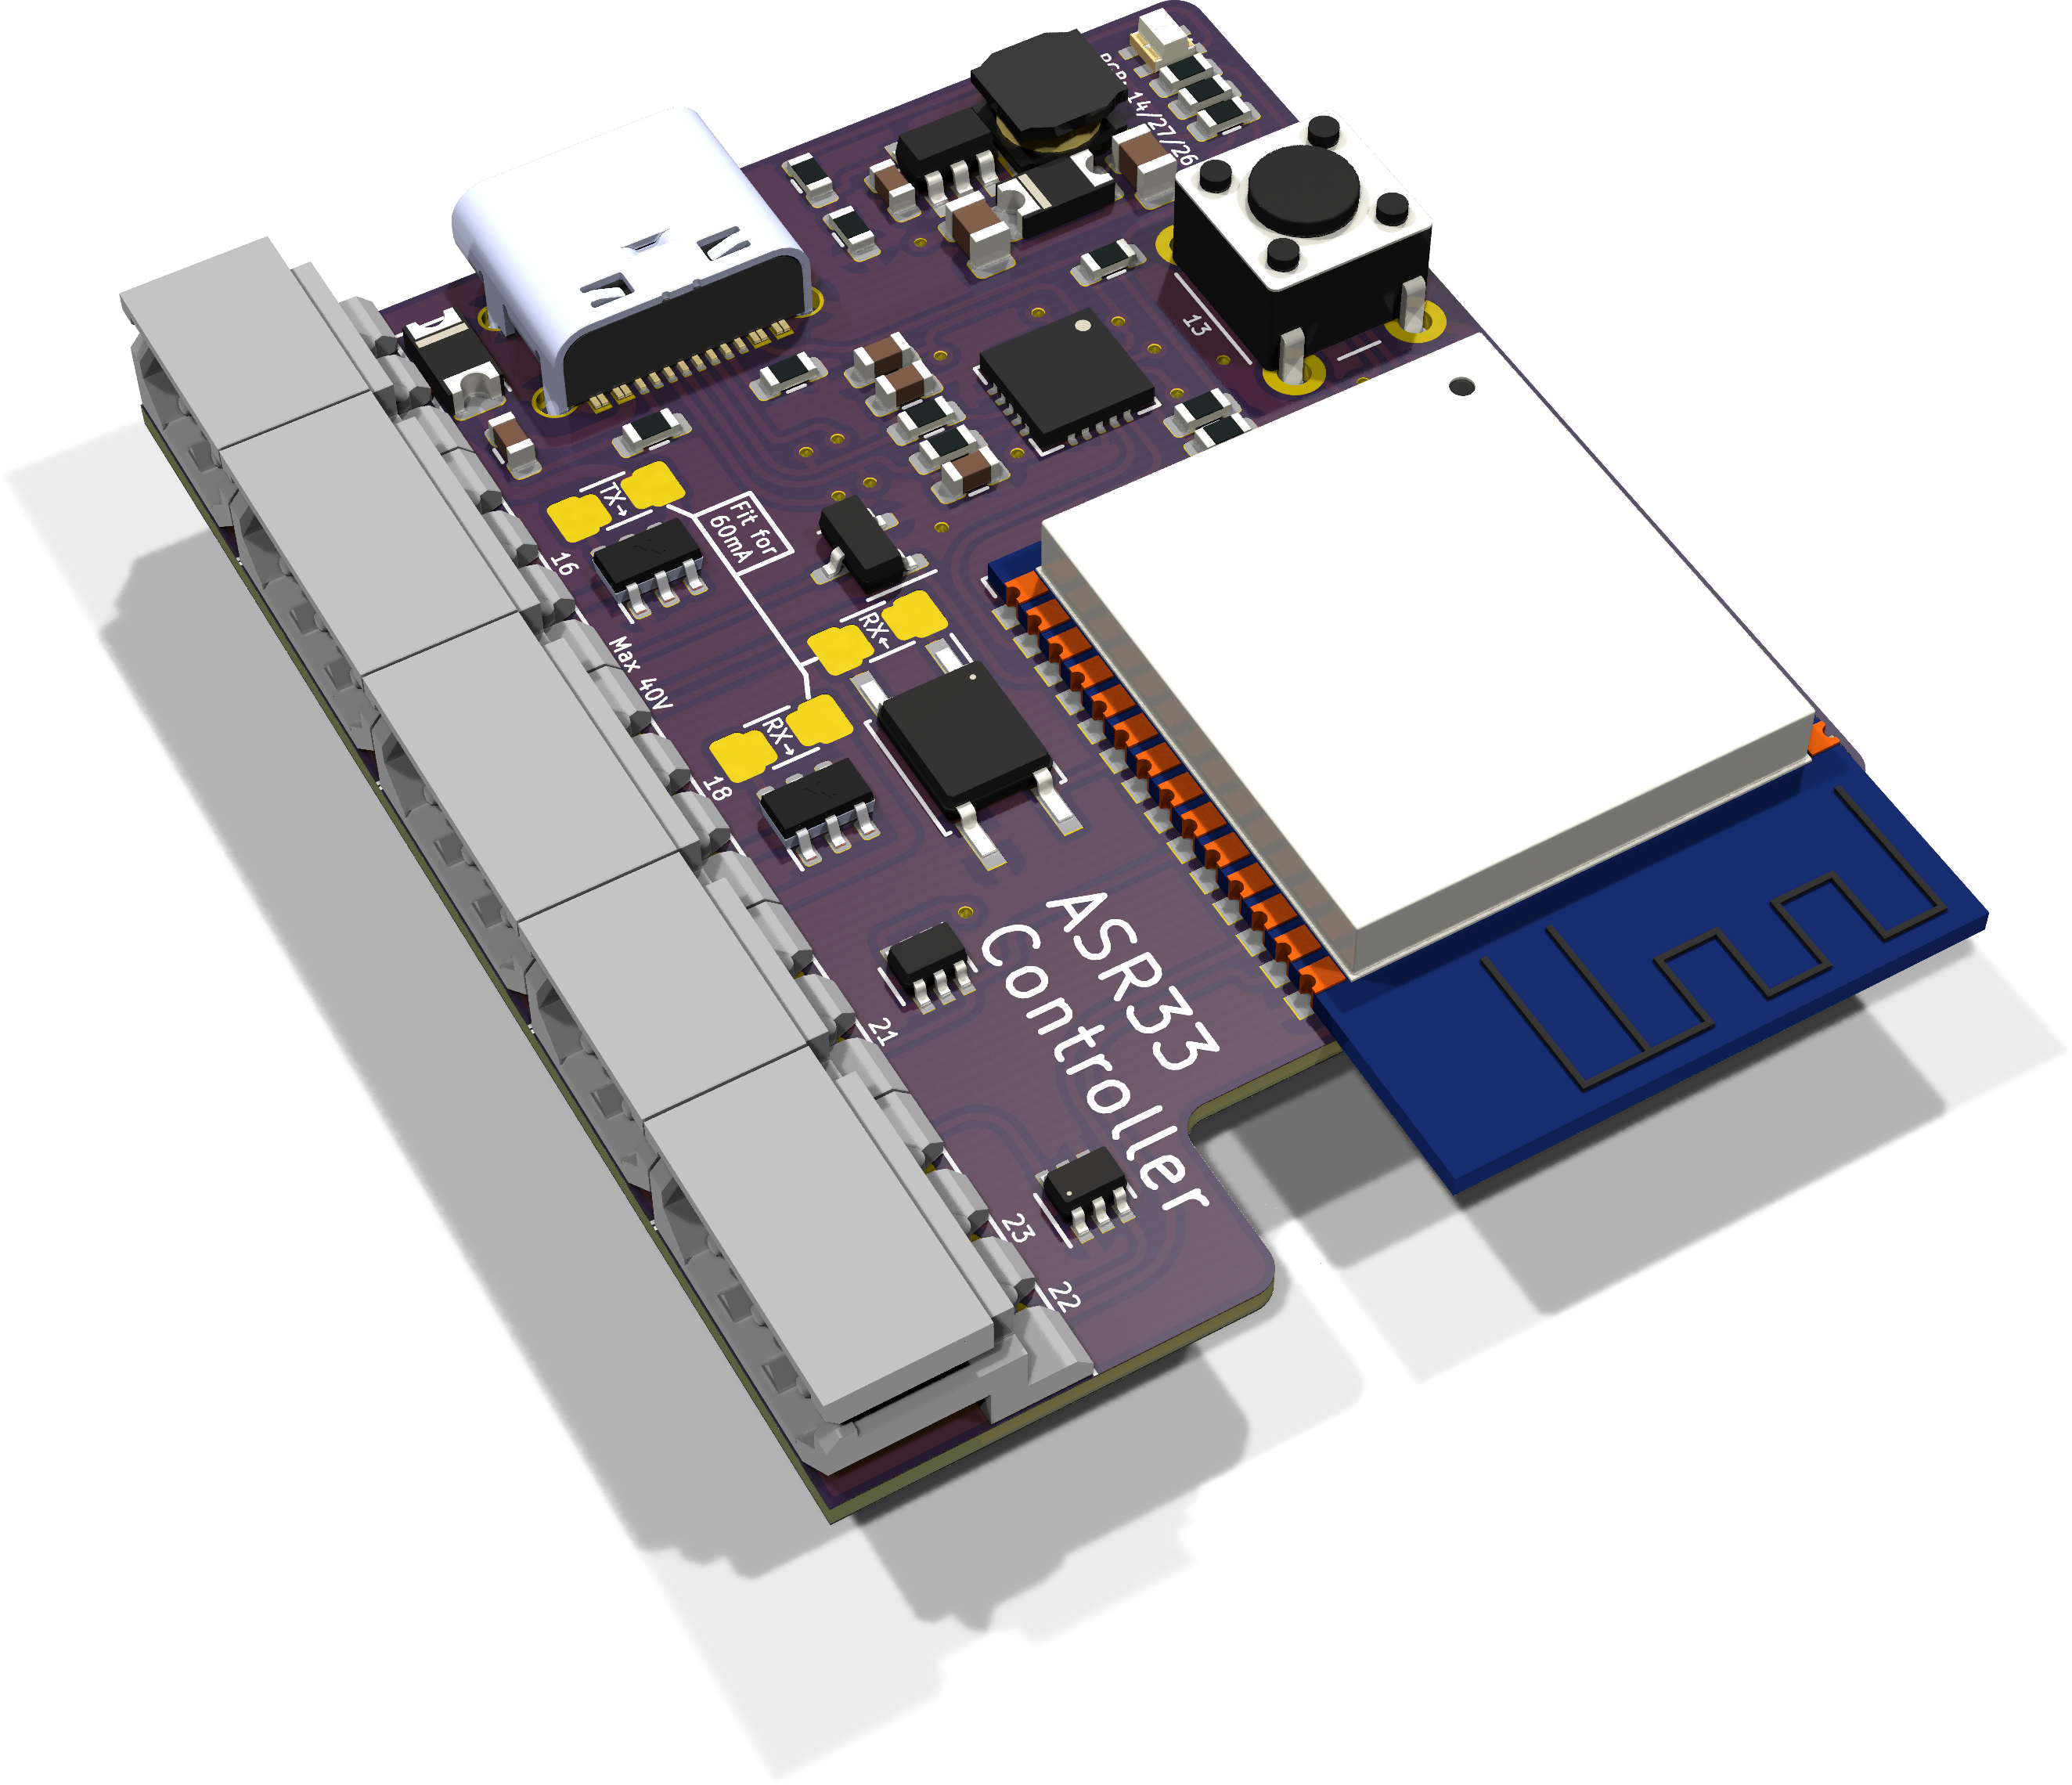 RGB: 14/27/26
13
TX→
Fit for
60mA
16
RX←
Max 40V
RX→
18
ASR33
Controller
21
23
22